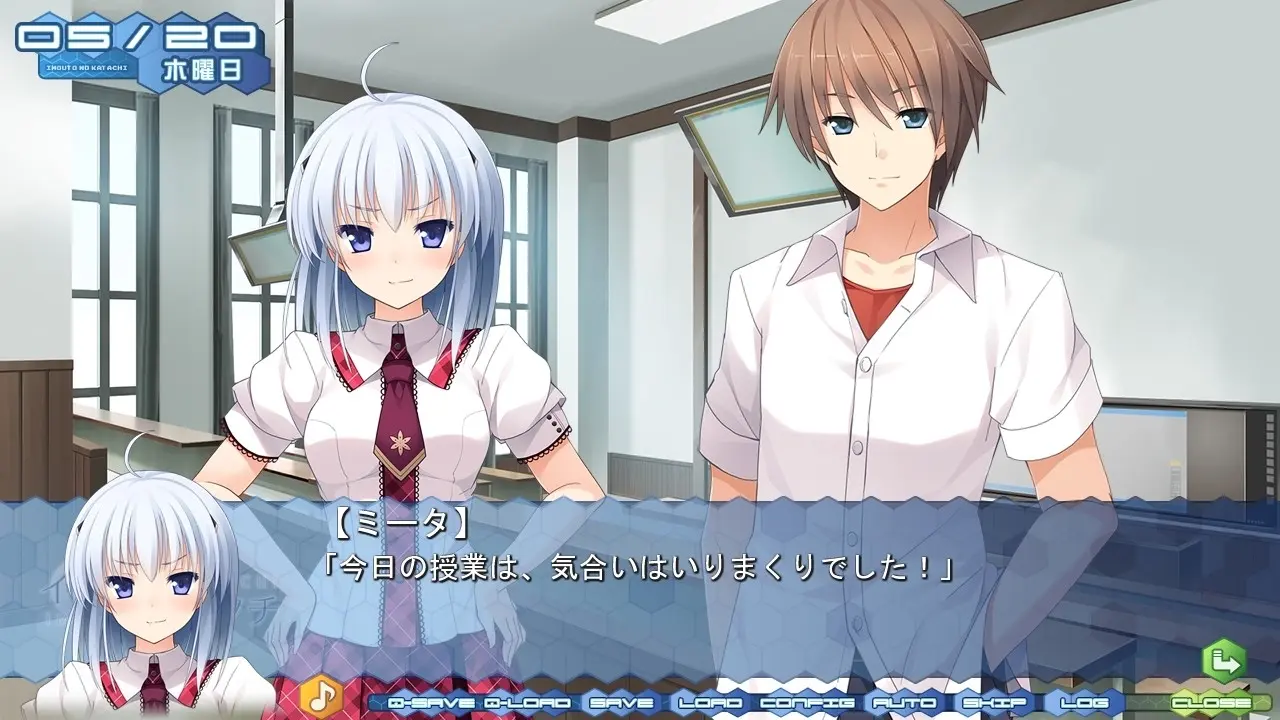 05/20
IMOUTO NO KATACHI
木曜日
【ミータ】
「今日の授業は、気合いはいりまくりでした！」
Q-SAVE Q-LOAD SAVE LOAD CONFIG AUTO SKIP LOG CLOSE